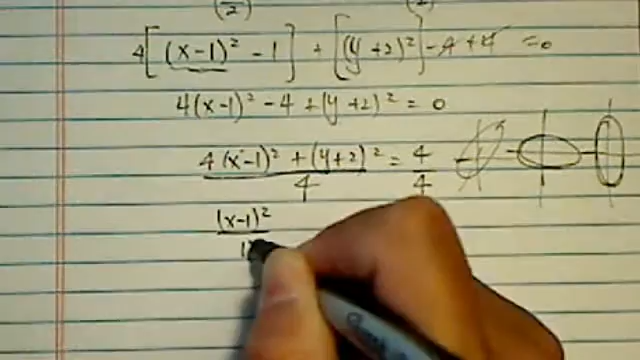 4[(x-1)² - 1] + [(y+2)²] - 4 + 4 = 0
4(x-1)² - 4 + (y+2)² = 0
4(x-1)² + (y+2)² / 4 = 4 / 4
(x-1)²